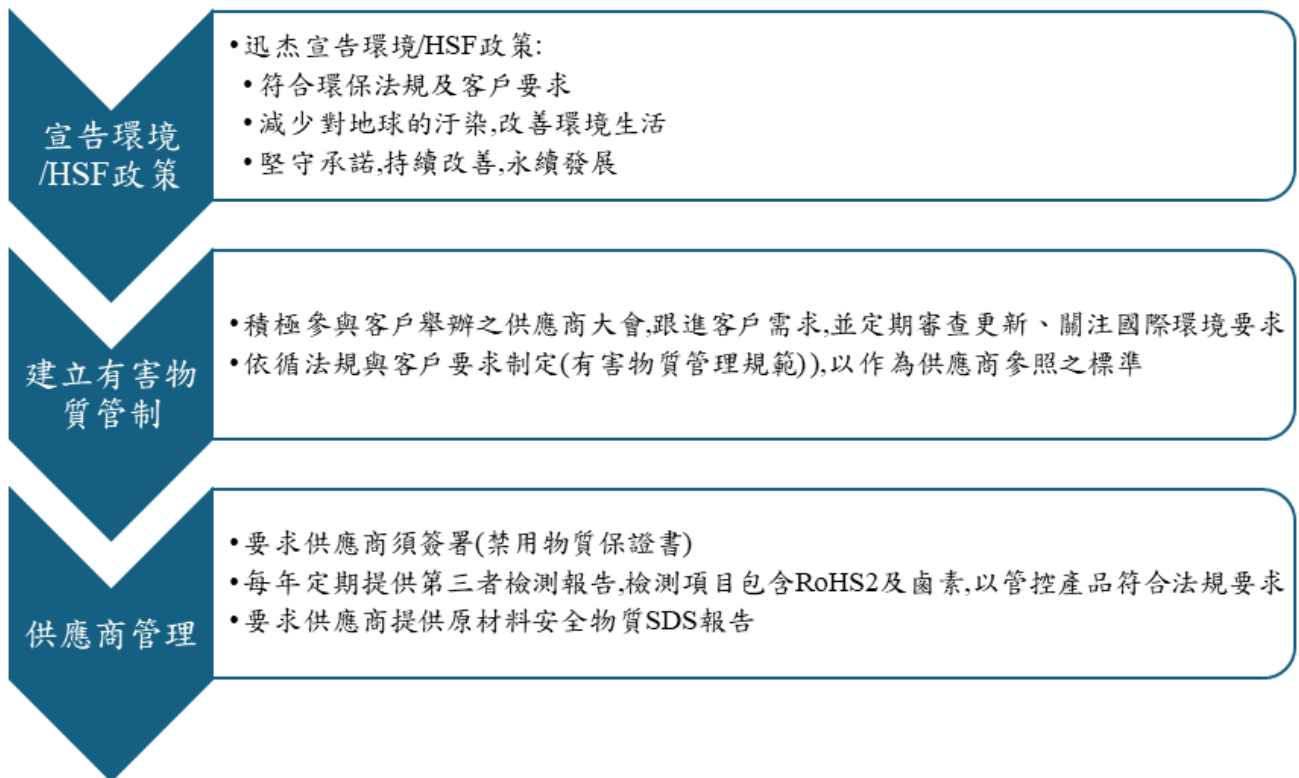 宣告環境
/HSF政策
•迅杰宣告環境/HSF政策:
•符合環保法規及客戶要求
•減少對地球的汙染,改善環境生活
•堅守承諾,持續改善,永續發展
建立有害物
質管制
•積極參與客戶舉辦之供應商大會,跟進客戶需求,並定期審查更新、關注國際環境要求
•依循法規與客戶要求制定(有害物質管理規範)),以作為供應商參照之標準
供應商管理
•要求供應商須簽署(禁用物質保證書)
•每年定期提供第三者檢測報告,檢測項目包含RoHS2及鹵素,以管控產品符合法規要求
•要求供應商提供原材料安全物質SDS報告